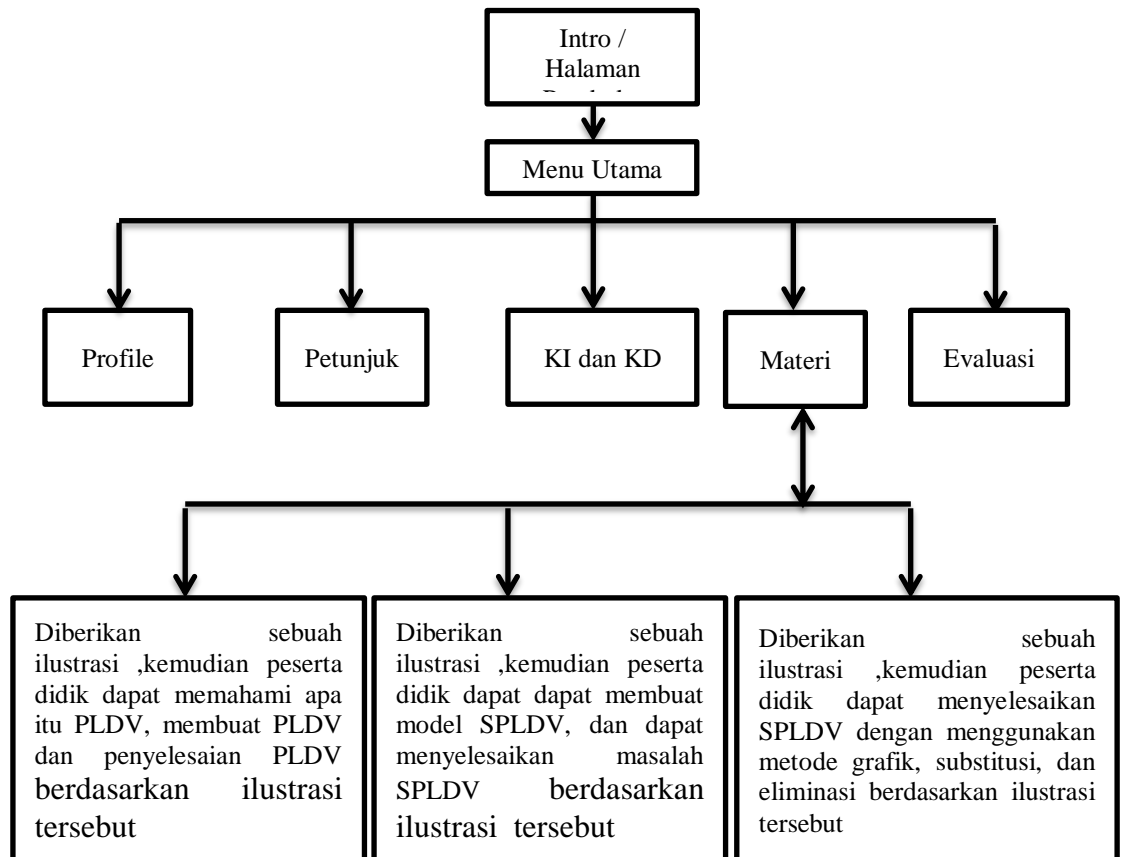 Intro /
Halaman
Menu Utama
Profile
Petunjuk
KI dan KD
Materi
Evaluasi
Diberikan sebuah
ilustrasi ,kemudian peserta
didik dapat memahami apa
itu PLDV, membuat PLDV
dan penyelesaian PLDV
berdasarkan ilustrasi
tersebut
Diberikan sebuah
ilustrasi ,kemudian peserta
didik dapat dapat membuat
model SPLDV, dan dapat
menyelesaikan masalah
SPLDV berdasarkan
ilustrasi tersebut
Diberikan sebuah
ilustrasi ,kemudian peserta
didik dapat menyelesaikan
SPLDV dengan menggunakan
metode grafik, substitusi, dan
eliminasi berdasarkan ilustrasi
tersebut